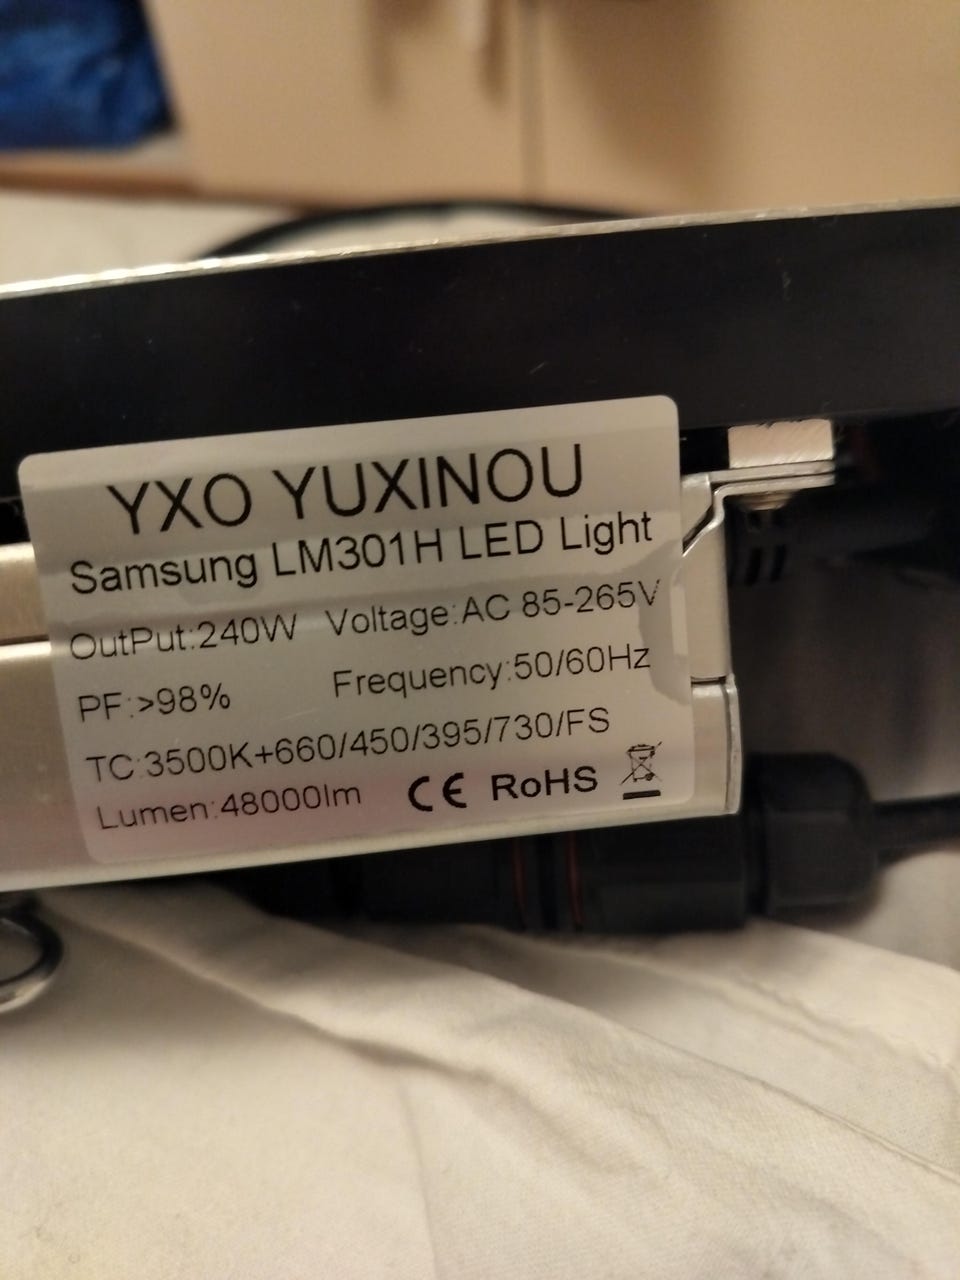 YXO YUXINOU
Samsung LM301H LED Light
OutPut:240W Voltage:AC 85-265V
PF:>98% Frequency:50/60Hz
TC:3500K+660/450/395/730/FS
Lumen:48000lm CE RoHS